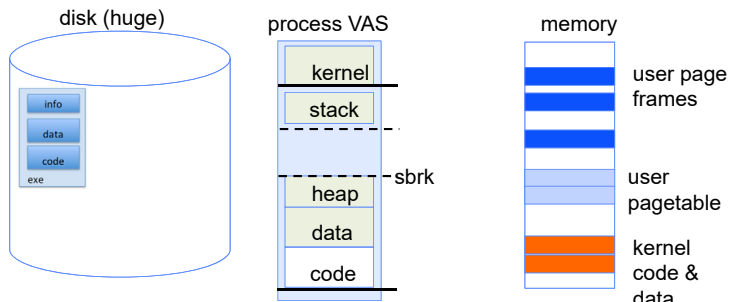 disk (huge)
info
data
code
exe
process VAS
kernel
stack
sbrk
heap
data
code
memory
user page
frames
user
pagetable
kernel
code &
data